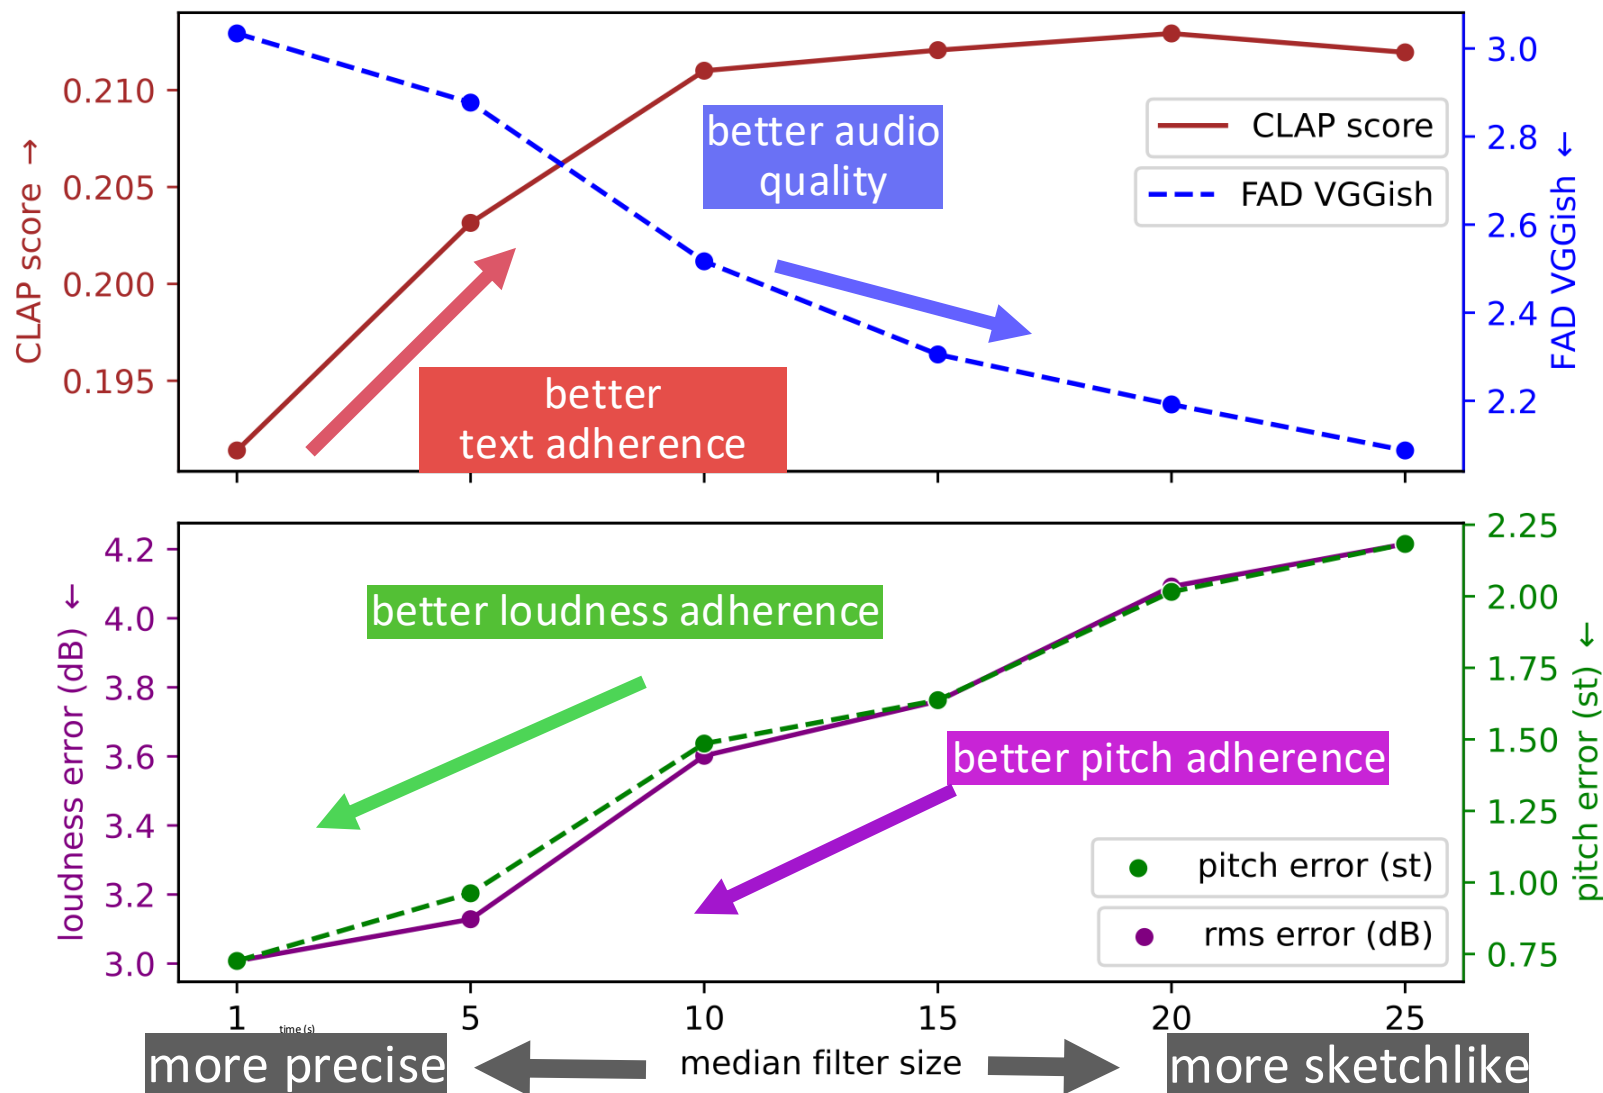 CLAP score →
0.210
0.205
0.200
0.195
better audio
quality
better
text adherence
CLAP score
FAD VGGish
3.0
2.8
2.6
2.4
2.2
FAD VGGish ←
loudness error (dB) ←
4.2
4.0
3.8
3.6
3.4
3.2
3.0
better loudness adherence
better pitch adherence
pitch error (st)
rms error (dB)
2.25
2.00
1.75
1.50
1.25
1.00
0.75
pitch error (st) ←
1 5 10 15 20 25
time (s)
more precise
median filter size
more sketchlike